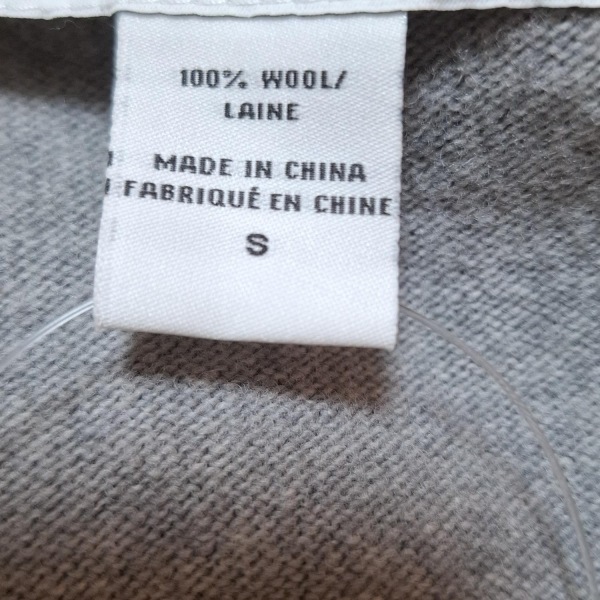 100% WOOL/
LAINE
MADE IN CHINA
FABRIQUÉ EN CHINE
S